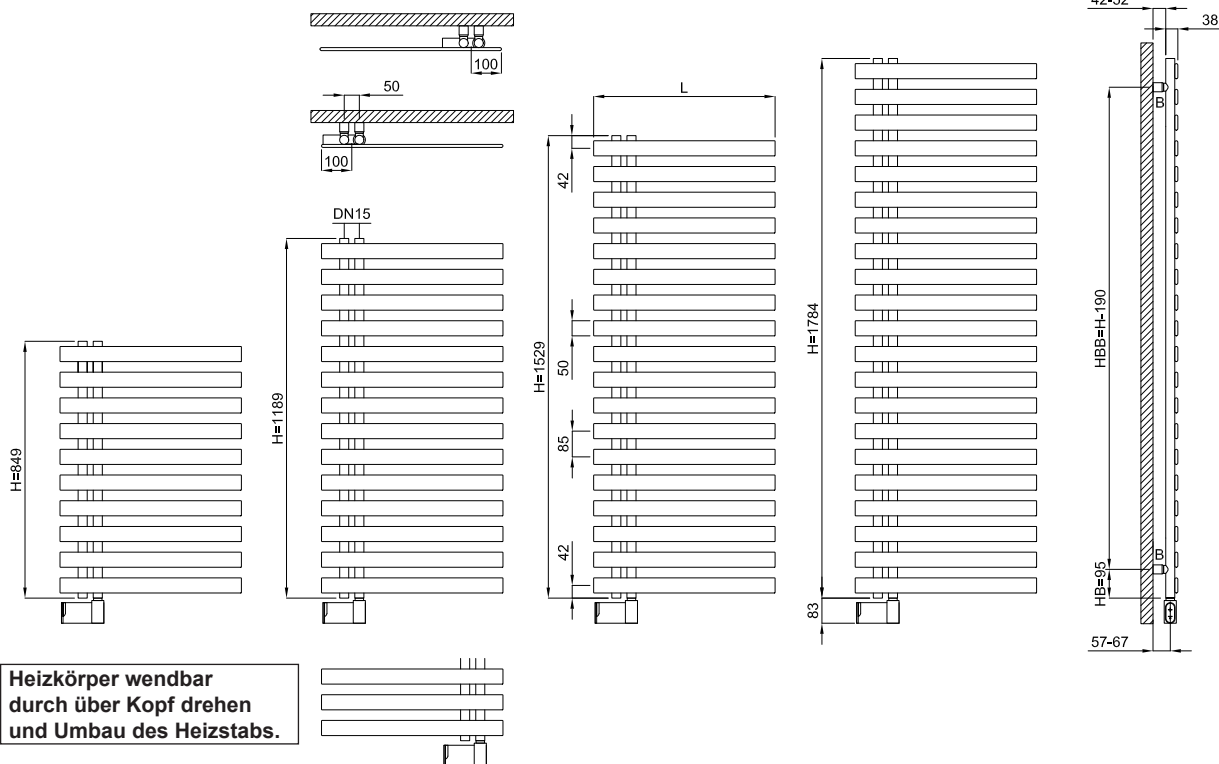 42-52
38
100
50
100
DN15
L
42
50
85
42
H=849
H=1189
H=1529
H=1784
83
B
HBB=H-190
B
HB=95
57-67
Heizkörper wendbar
durch über Kopf drehen
und Umbau des Heizstabs.